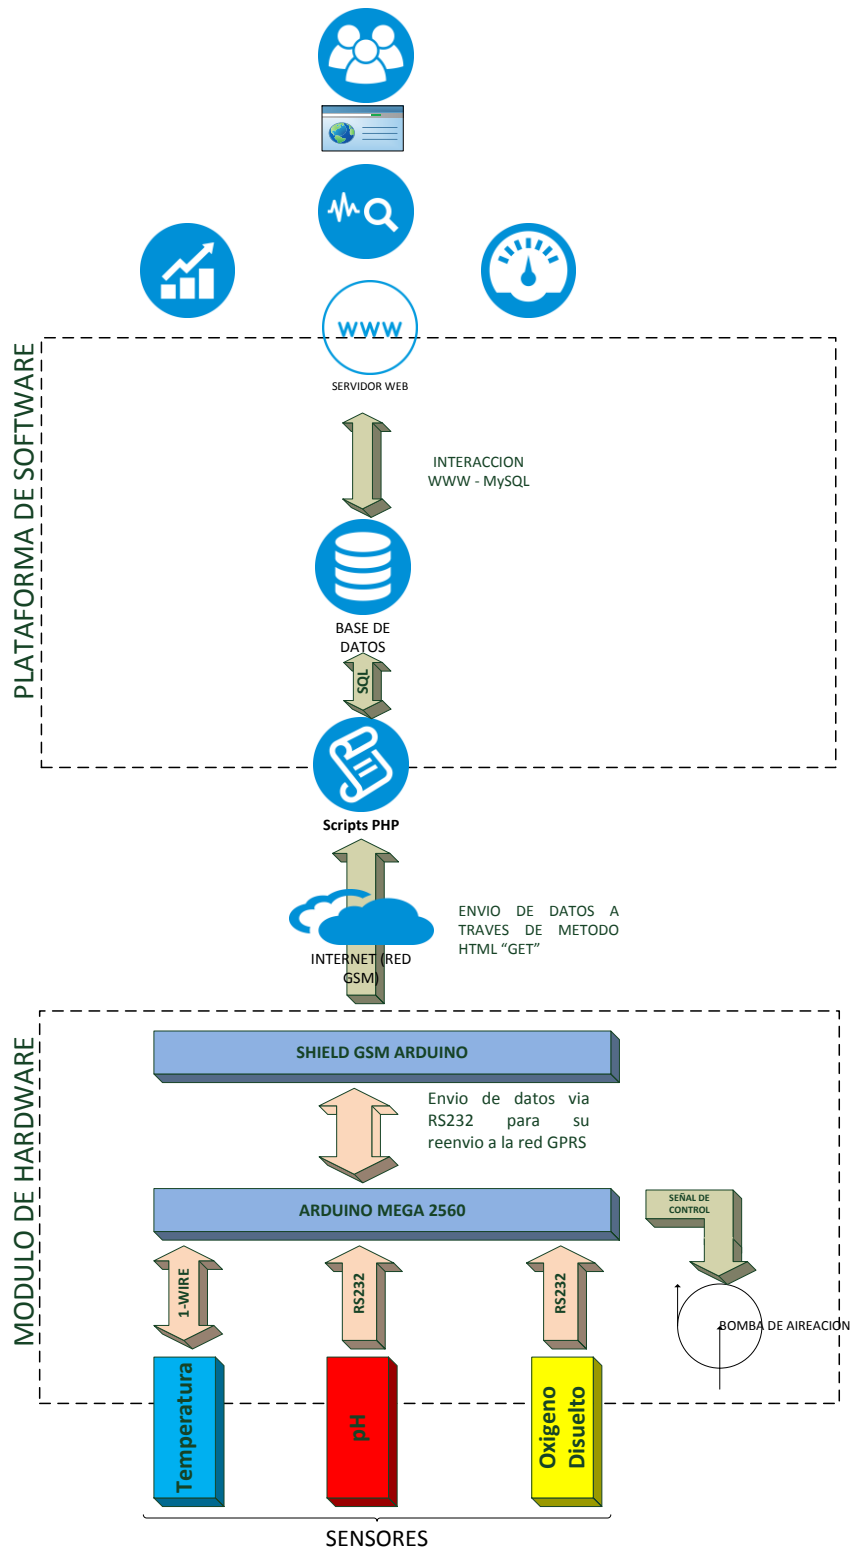 WWW
SERVIDOR WEB
PLATAFORMA DE SOFTWARE
INTERACCION
WWW - MySQL
BASE DE
DATOS
SQL
Scripts PHP
ENVIO DE DATOS A
TRAVES DE METODO
HTML “GET”
INTERNET (RED
GSM)
MODULO DE HARDWARE
SHIELD GSM ARDUINO
Envio de datos via
RS232 para su
reenvio a la red GPRS
ARDUINO MEGA 2560
SEÑAL DE
CONTROL
1-WIRE
RS232
RS232
BOMBA DE AIREACION
Temperatura
pH
Oxigeno
Disuelto
SENSORES